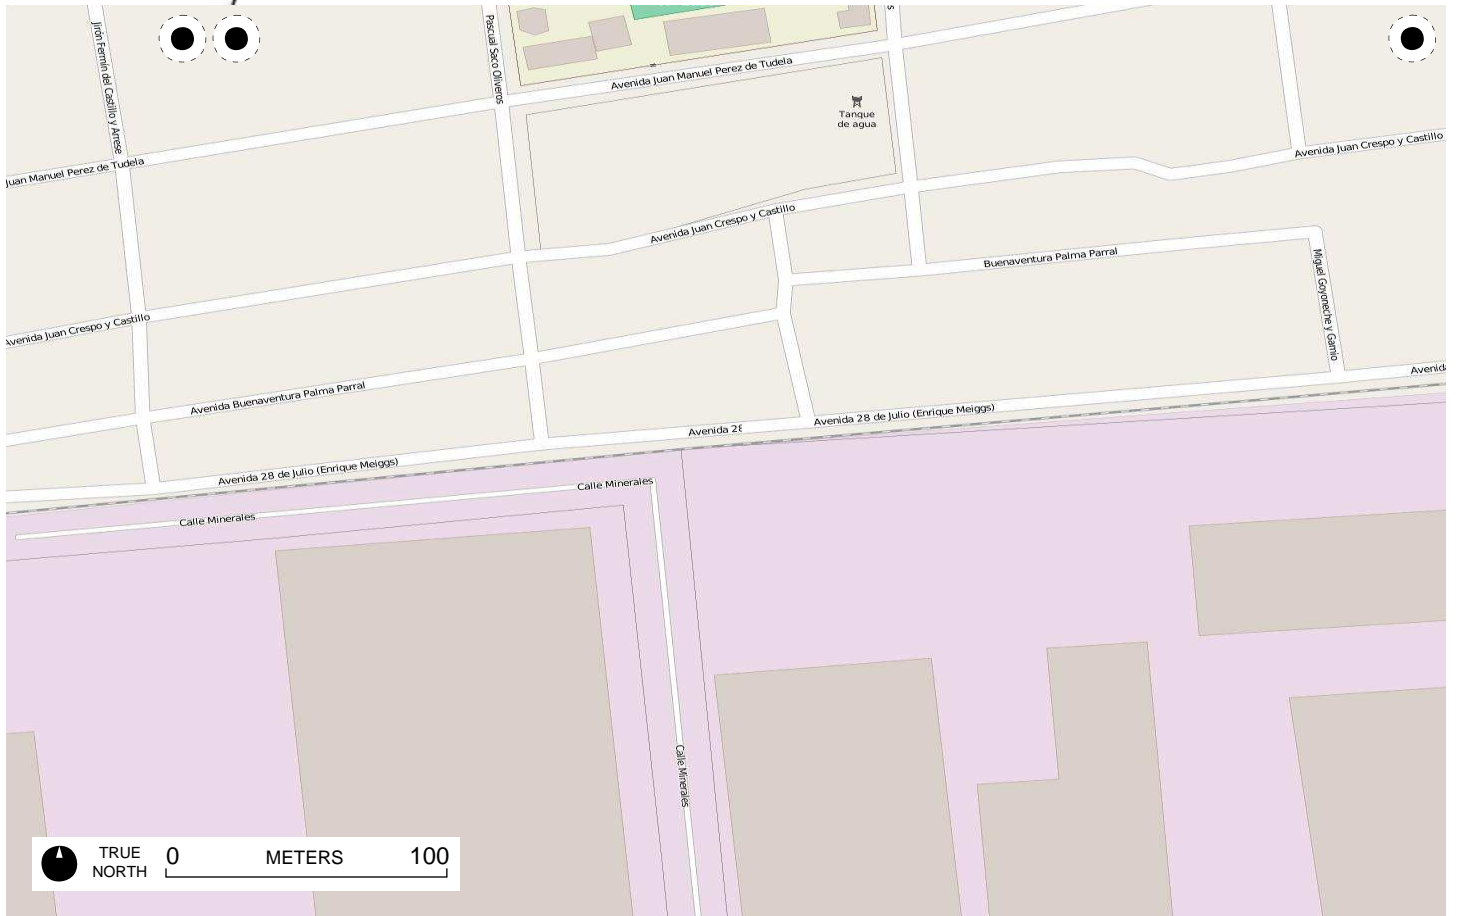 Jirón Fermín del Castillo y Arrese
Pascual Saco Oliveros
s
Avenida Juan Manuel Perez de Tudela
Tanque
de agua
Juan Manuel Perez de Tudela
Avenida Juan Crespo y Castillo
Avenida Juan Crespo y Castillo
Buenaventura Palma Parral
Miguel Goyoneche y Gamio
Avenida Juan Crespo y Castillo
Avenida Buenaventura Palma Parral
Avenid
Avenida 28 de Julio (Enrique Meiggs)
Avenida 28
Avenida 28 de Julio (Enrique Meiggs)
Calle Minerales
Calle Minerales
Calle Minerales
TRUE
NORTH
0 METERS 100